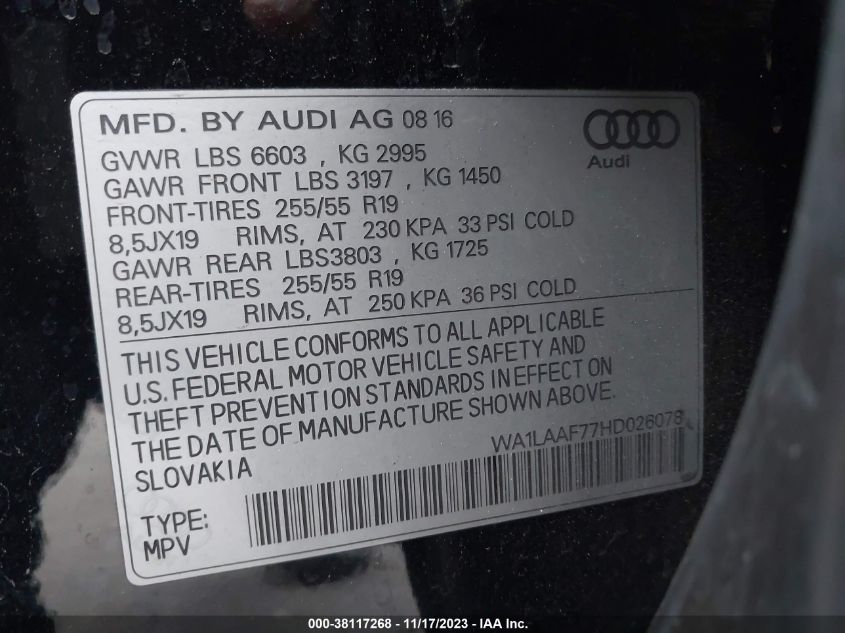 MFD. BY AUDI AG 08 16
Audi
GVWR LBS 6603 , KG 2995
GAWR FRONT LBS 3197 , KG 1450
FRONT-TIRES 255/55 R19
8,5JX19 RIMS, AT 230 KPA 33 PSI COLD
GAWR REAR LBS3803 , KG 1725
REAR-TIRES 255/55 R19
8,5JX19 RIMS, AT 250 KPA 36 PSI COLD
THIS VEHICLE CONFORMS TO ALL APPLICABLE
U.S. FEDERAL MOTOR VEHICLE SAFETY AND
THEFT PREVENTION STANDARDS IN EFFECT ON
THE DATE OF MANUFACTURE SHOWN ABOVE.
SLOVAKIA
WA1LAAF77HD026078
TYPE:
MPV
000-38117268 - 11/17/2023 - IAA Inc.